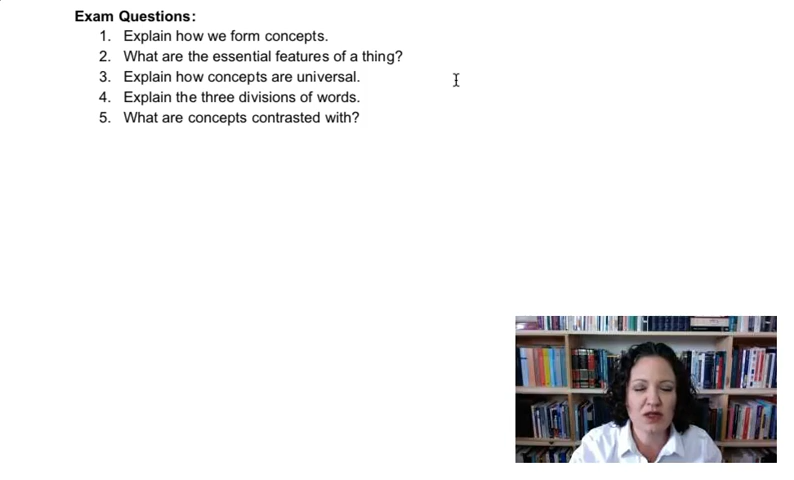 Exam Questions:
1. Explain how we form concepts.
2. What are the essential features of a thing?
3. Explain how concepts are universal.
4. Explain the three divisions of words.
5. What are concepts contrasted with?